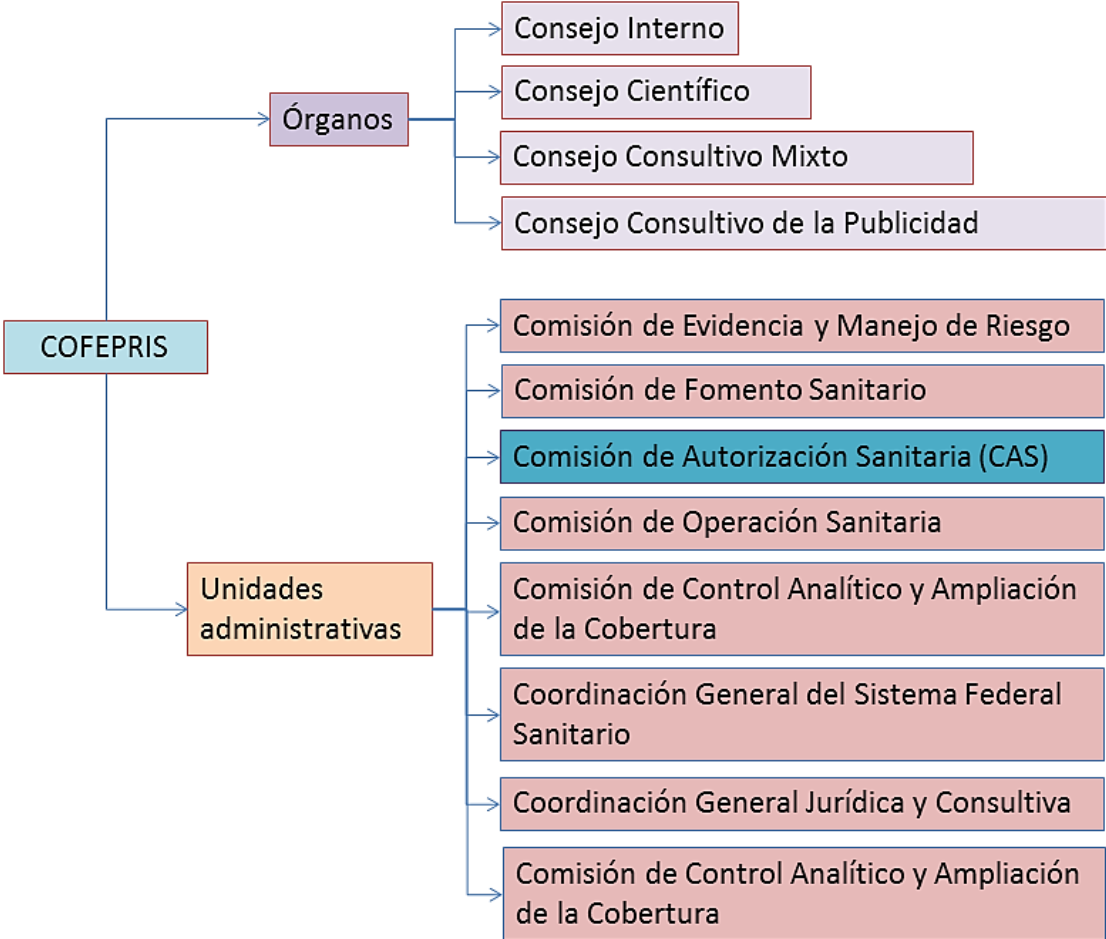 COFEPRIS
Órganos
Consejo Interno
Consejo Científico
Consejo Consultivo Mixto
Consejo Consultivo de la Publicidad
Unidades
administrativas
Comisión de Evidencia y Manejo de Riesgo
Comisión de Fomento Sanitario
Comisión de Autorización Sanitaria (CAS)
Comisión de Operación Sanitaria
Comisión de Control Analítico y Ampliación
de la Cobertura
Coordinación General del Sistema Federal
Sanitario
Coordinación General Jurídica y Consultiva
Comisión de Control Analítico y Ampliación
de la Cobertura